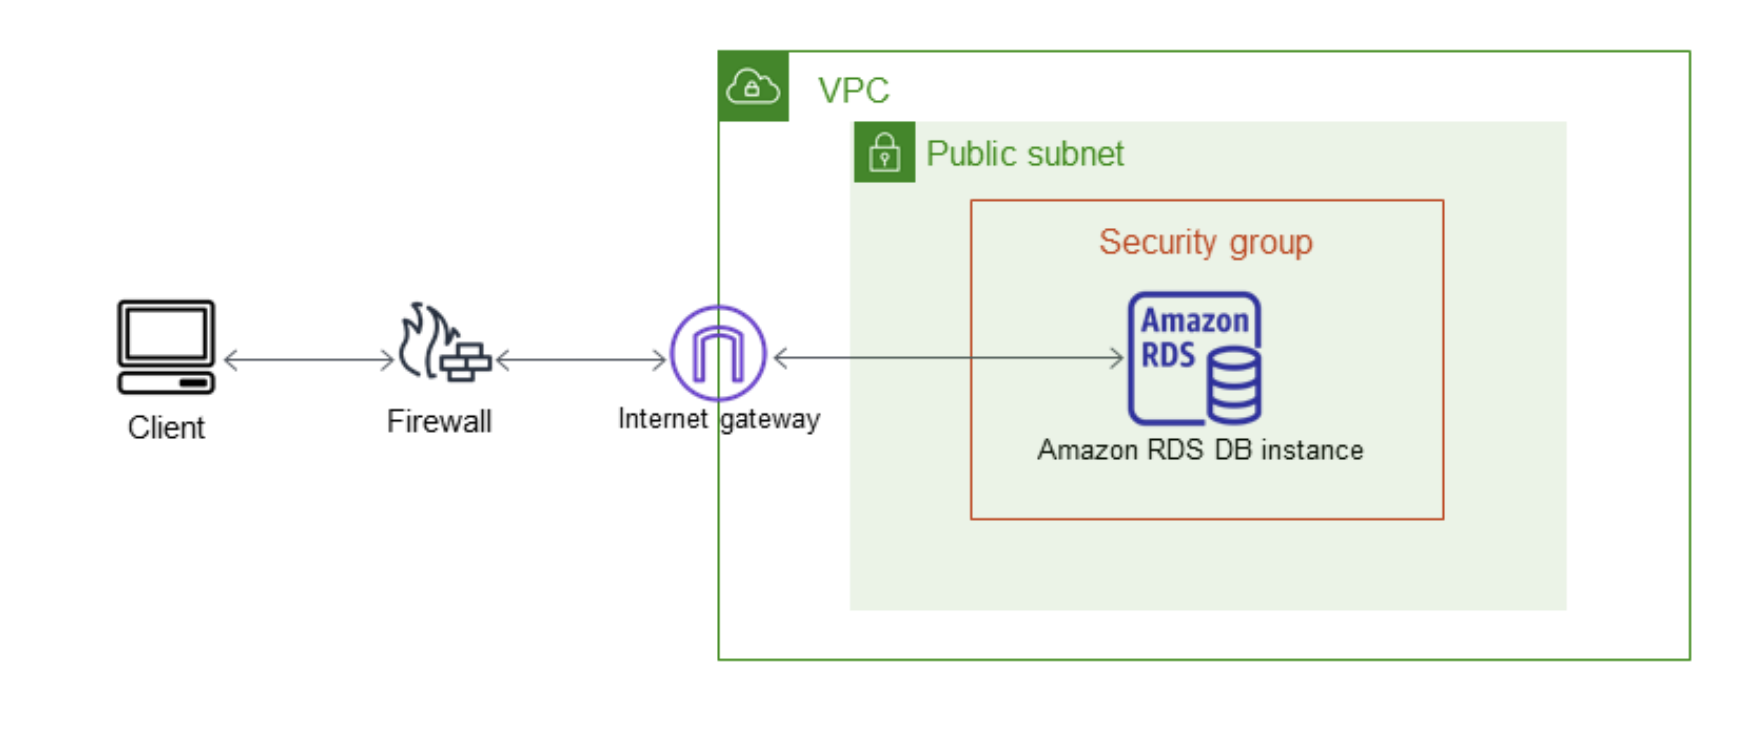 VPC
Public subnet
Security group
Amazon
RDS
Client
Firewall
Internet gateway
Amazon RDS DB instance